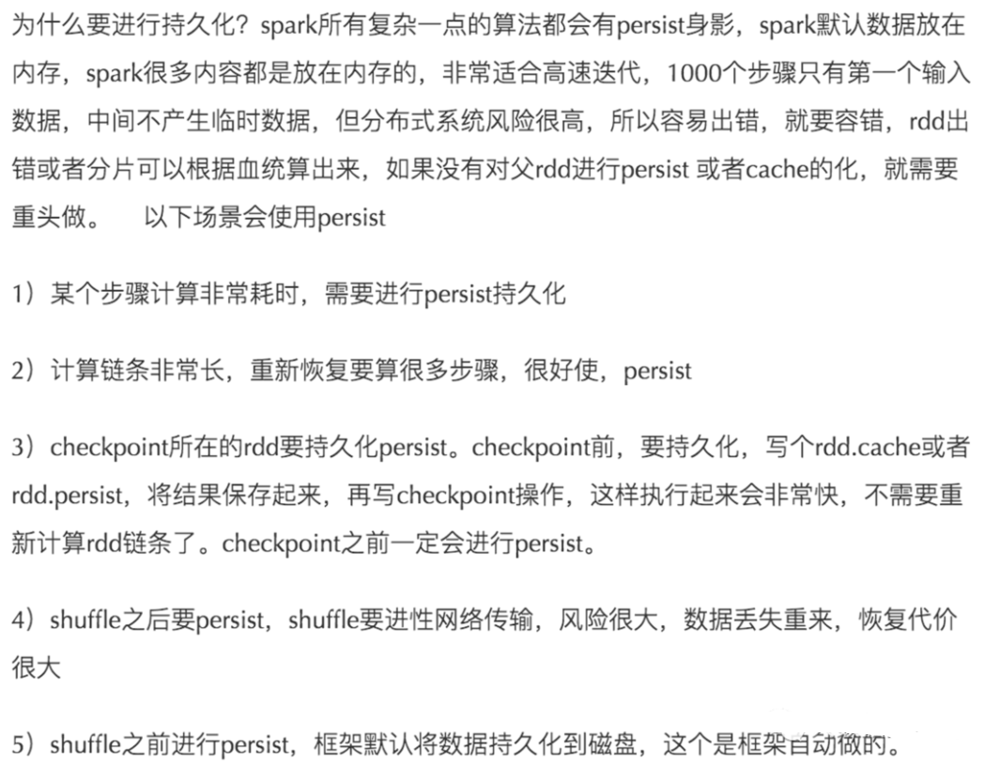 为什么要进行持久化？spark所有复杂一点的算法都会有persist身影，spark默认数据放在
内存，spark很多内容都是放在内存的，非常适合高速迭代，1000个步骤只有第一个输入
数据，中间不产生临时数据，但分布式系统风险很高，所以容易出错，就要容错，rdd出
错或者分片可以根据血统算出来，如果没有对父rdd进行persist 或者cache的化，就需要
重头做。 以下场景会使用persist
1）某个步骤计算非常耗时，需要进行persist持久化
2）计算链条非常长，重新恢复要算很多步骤，很好使，persist
3）checkpoint所在的rdd要持久化persist。checkpoint前，要持久化，写个rdd.cache或者
rdd.persist，将结果保存起来，再写checkpoint操作，这样执行起来会非常快，不需要重
新计算rdd链条了。checkpoint之前一定会进行persist。
4）shuffle之后要persist，shuffle要进性网络传输，风险很大，数据丢失重来，恢复代价
很大
5）shuffle之前进行persist，框架默认将数据持久化到磁盘，这个是框架自动做的。